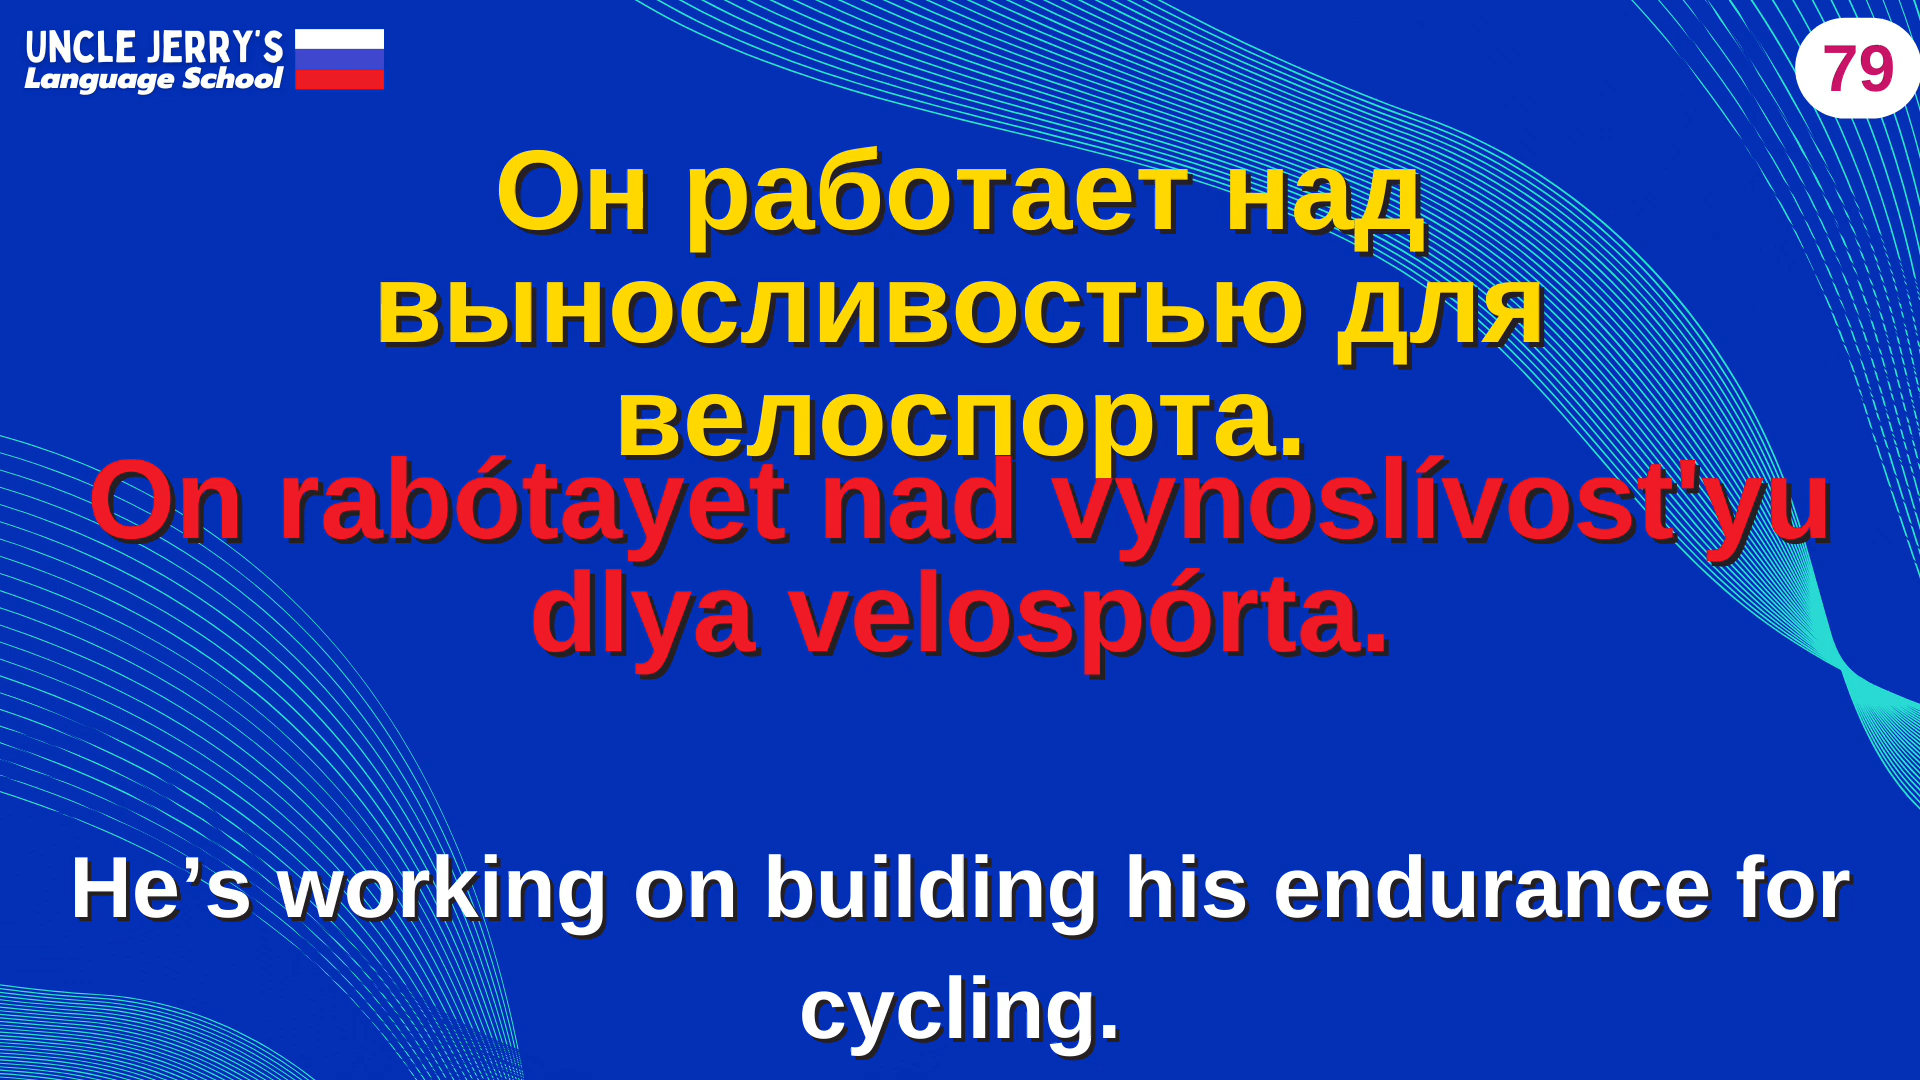 UNCLE JERRY'S
Language School
79
Он работает над
выносливостью для
велоспорта.
On rabótayet nad vynoslívost'yu
dlya velospórta.
He’s working on building his endurance for
cycling.